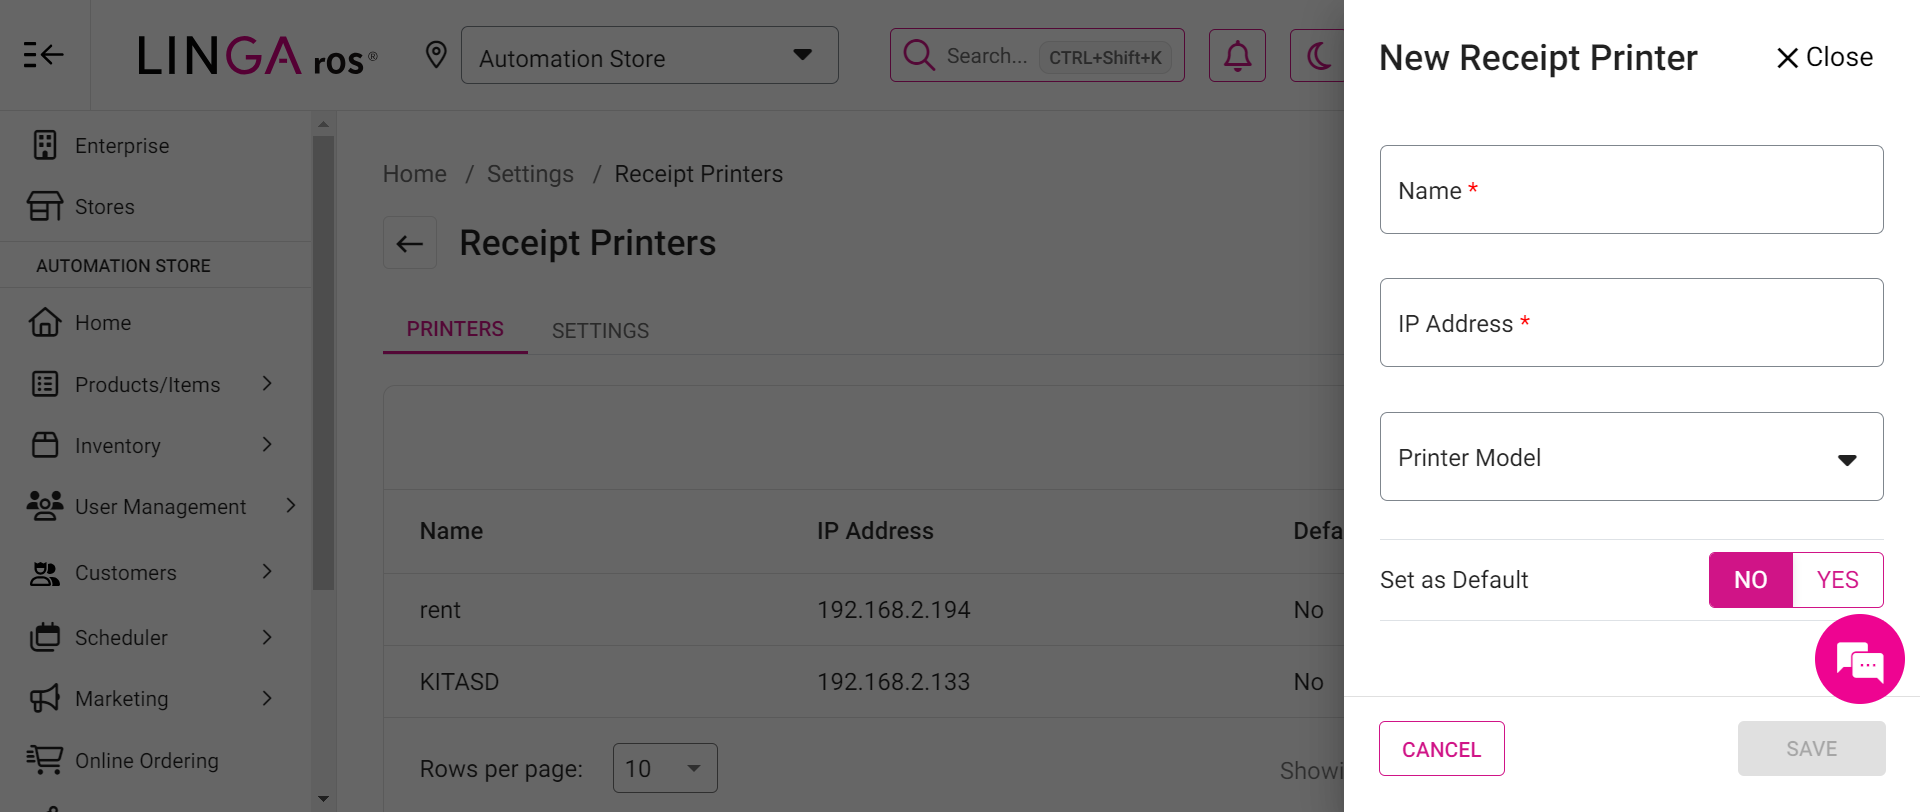 LINGA ros®
Automation Store
Search... CTRL+Shift+K
Enterprise
Stores
AUTOMATION STORE
Home
Products/Items
Inventory
User Management
Customers
Scheduler
Marketing
Online Ordering
Home / Settings / Receipt Printers
Receipt Printers
PRINTERS SETTINGS
Name IP Address Defa
rent 192.168.2.194 No
KITASD 192.168.2.133 No
Rows per page: 10 Showi
New Receipt Printer
Close
Name *
IP Address *
Printer Model
Set as Default NO YES
CANCEL SAVE